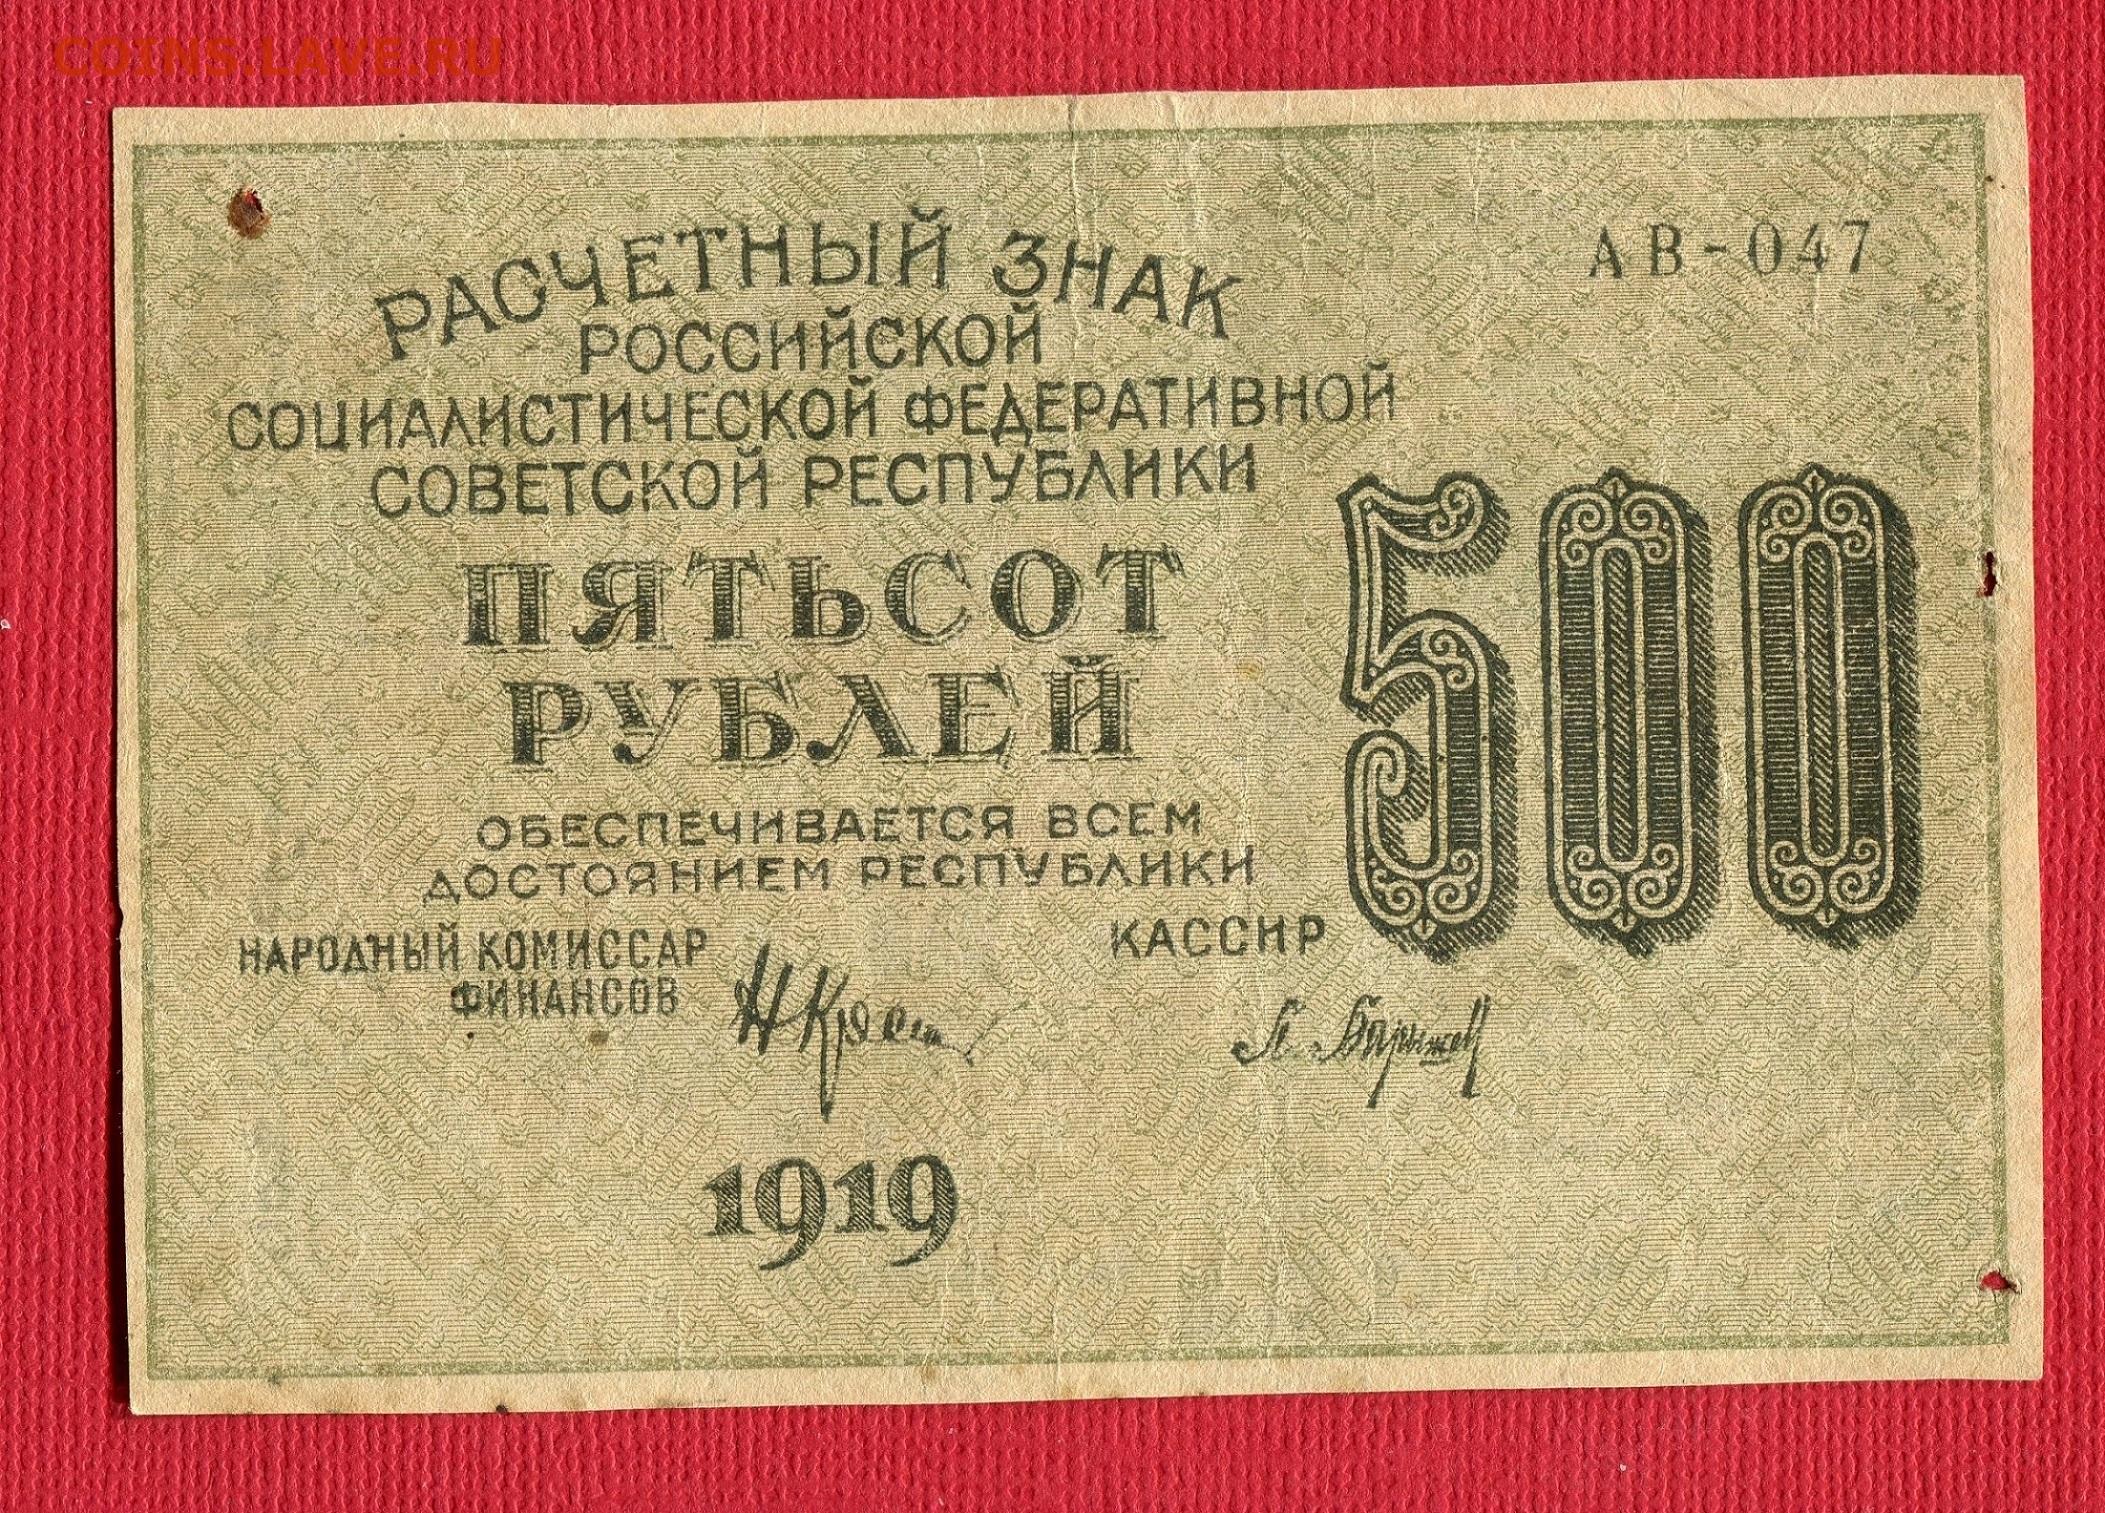 COINS.LAVE.RU
АВ-047
РАСЧЕТНЫЙ ЗНАК
РОССИЙСКОЙ
СОЦИАЛИСТИЧЕСКОЙ ФЕДЕРАТИВНОЙ
СОВЕТСКОЙ РЕСПУБЛИКИ
ПЯТЬСОТ
РУБЛЕЙ
500
ОБЕСПЕЧИВАЕТСЯ ВСЕМ
ДОСТОЯНИЕМ РЕСПУБЛИКИ
НАРОДНЫЙ КОМИССАР
ФИНАНСОВ
КАССИР
1919